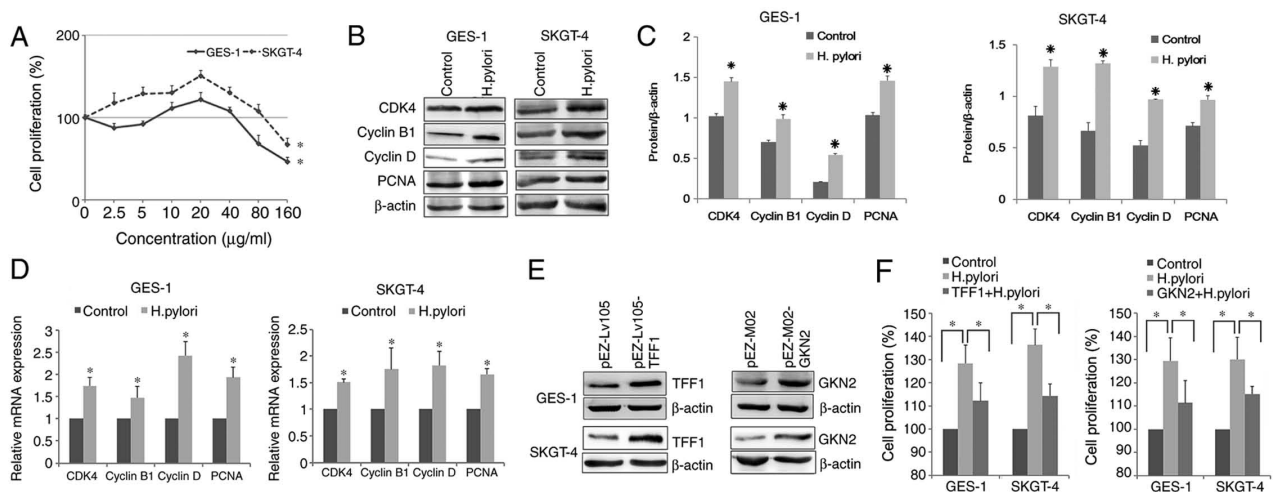 A
200
100
0
Cell proliferation (%)
GES-1 SKGT-4
*
*
0 2.5 5 10 20 40 80 160
Concentration (µg/ml)
B
GES-1 SKGT-4
Control H.pylori Control H.pylori
CDK4
Cyclin B1
Cyclin D
PCNA
β-actin
C
GES-1
Control
H. pylori
Protein/β-actin
2
1.5
1
0.5
0
* * * *
CDK4 Cyclin B1 Cyclin D PCNA
SKGT-4
Control
H. pylori
Protein/β-actin
1.5
1
0.5
0
* * * *
CDK4 Cyclin B1 Cyclin D PCNA
D
GES-1
Control H.pylori
Relative mRNA expression
3
2.5
2
1.5
1
0.5
0
* * * *
CDK4 Cyclin B1 Cyclin D PCNA
SKGT-4
Control H.pylori
Relative mRNA expression
2.5
2
1.5
1
0.5
0
* * * *
CDK4 Cyclin B1 Cyclin D PCNA
E
pEZ-Lv105
pEZ-Lv105-
TFF1
pEZ-M02
pEZ-M02-
GKN2
GES-1
TFF1
β-actin
GKN2
β-actin
SKGT-4
TFF1
β-actin
GKN2
β-actin
F
Control
H.pylori
TFF1+H.pylori
Cell proliferation (%)
150
140
130
120
110
100
90
80
* * * *
GES-1 SKGT-4
Control
H.pylori
GKN2+H.pylori
Cell proliferation (%)
150
140
130
120
110
100
90
80
* * * *
GES-1 SKGT-4